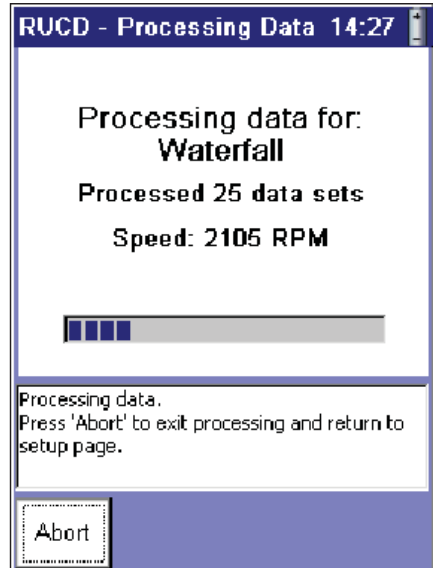 RUCD - Processing Data 14:27
Processing data for:
Waterfall
Processed 25 data sets
Speed: 2105 RPM
Processing data.
Press 'Abort' to exit processing and return to
setup page.
Abort